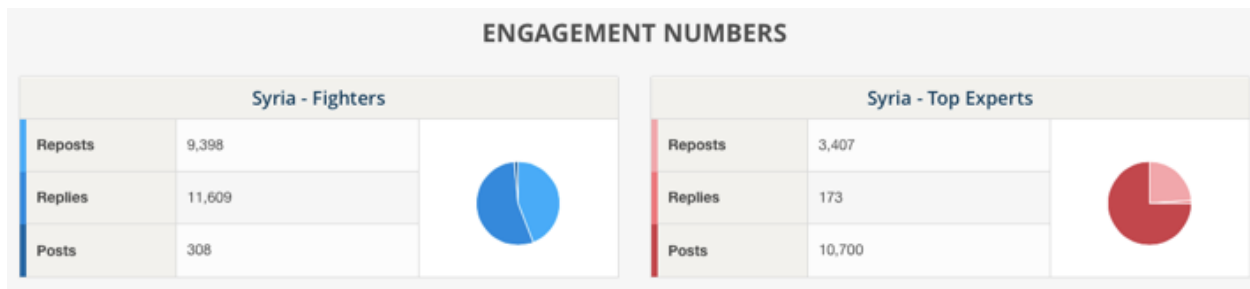 ENGAGEMENT NUMBERS
Syria - Fighters
Reposts 9,398
Replies 11,609
Posts 308
Syria - Top Experts
Reposts 3,407
Replies 173
Posts 10,700